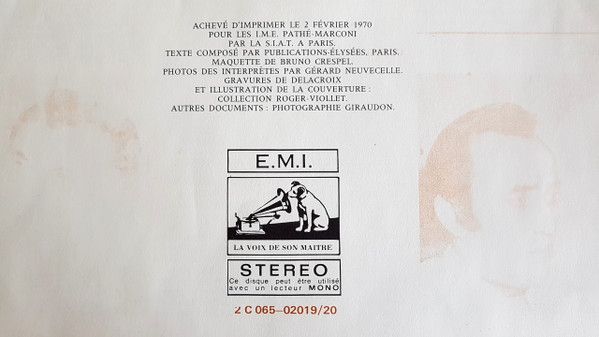 ACHEVÉ D'IMPRIMER LE 2 FÉVRIER 1970
POUR LES I.M.E. PATHÉ-MARCONI
PAR LA S.I.A.T. A PARIS.
TEXTE COMPOSÉ PAR PUBLICATIONS-ÉLYSÉES, PARIS.
MAQUETTE DE BRUNO CRESPEL.
PHOTOS DES INTERPRÈTES PAR GÉRARD NEUVECELLE.
GRAVURES DE DELACROIX
ET ILLUSTRATION DE LA COUVERTURE :
COLLECTION ROGER-VIOLLET.
AUTRES DOCUMENTS : PHOTOGRAPHIE GIRAUDON.
E.M.I.
LA VOIX DE SON MAITRE
STEREO
Ce disque peut être utilisé
avec un lecteur MONO
2 C 065-02019/20